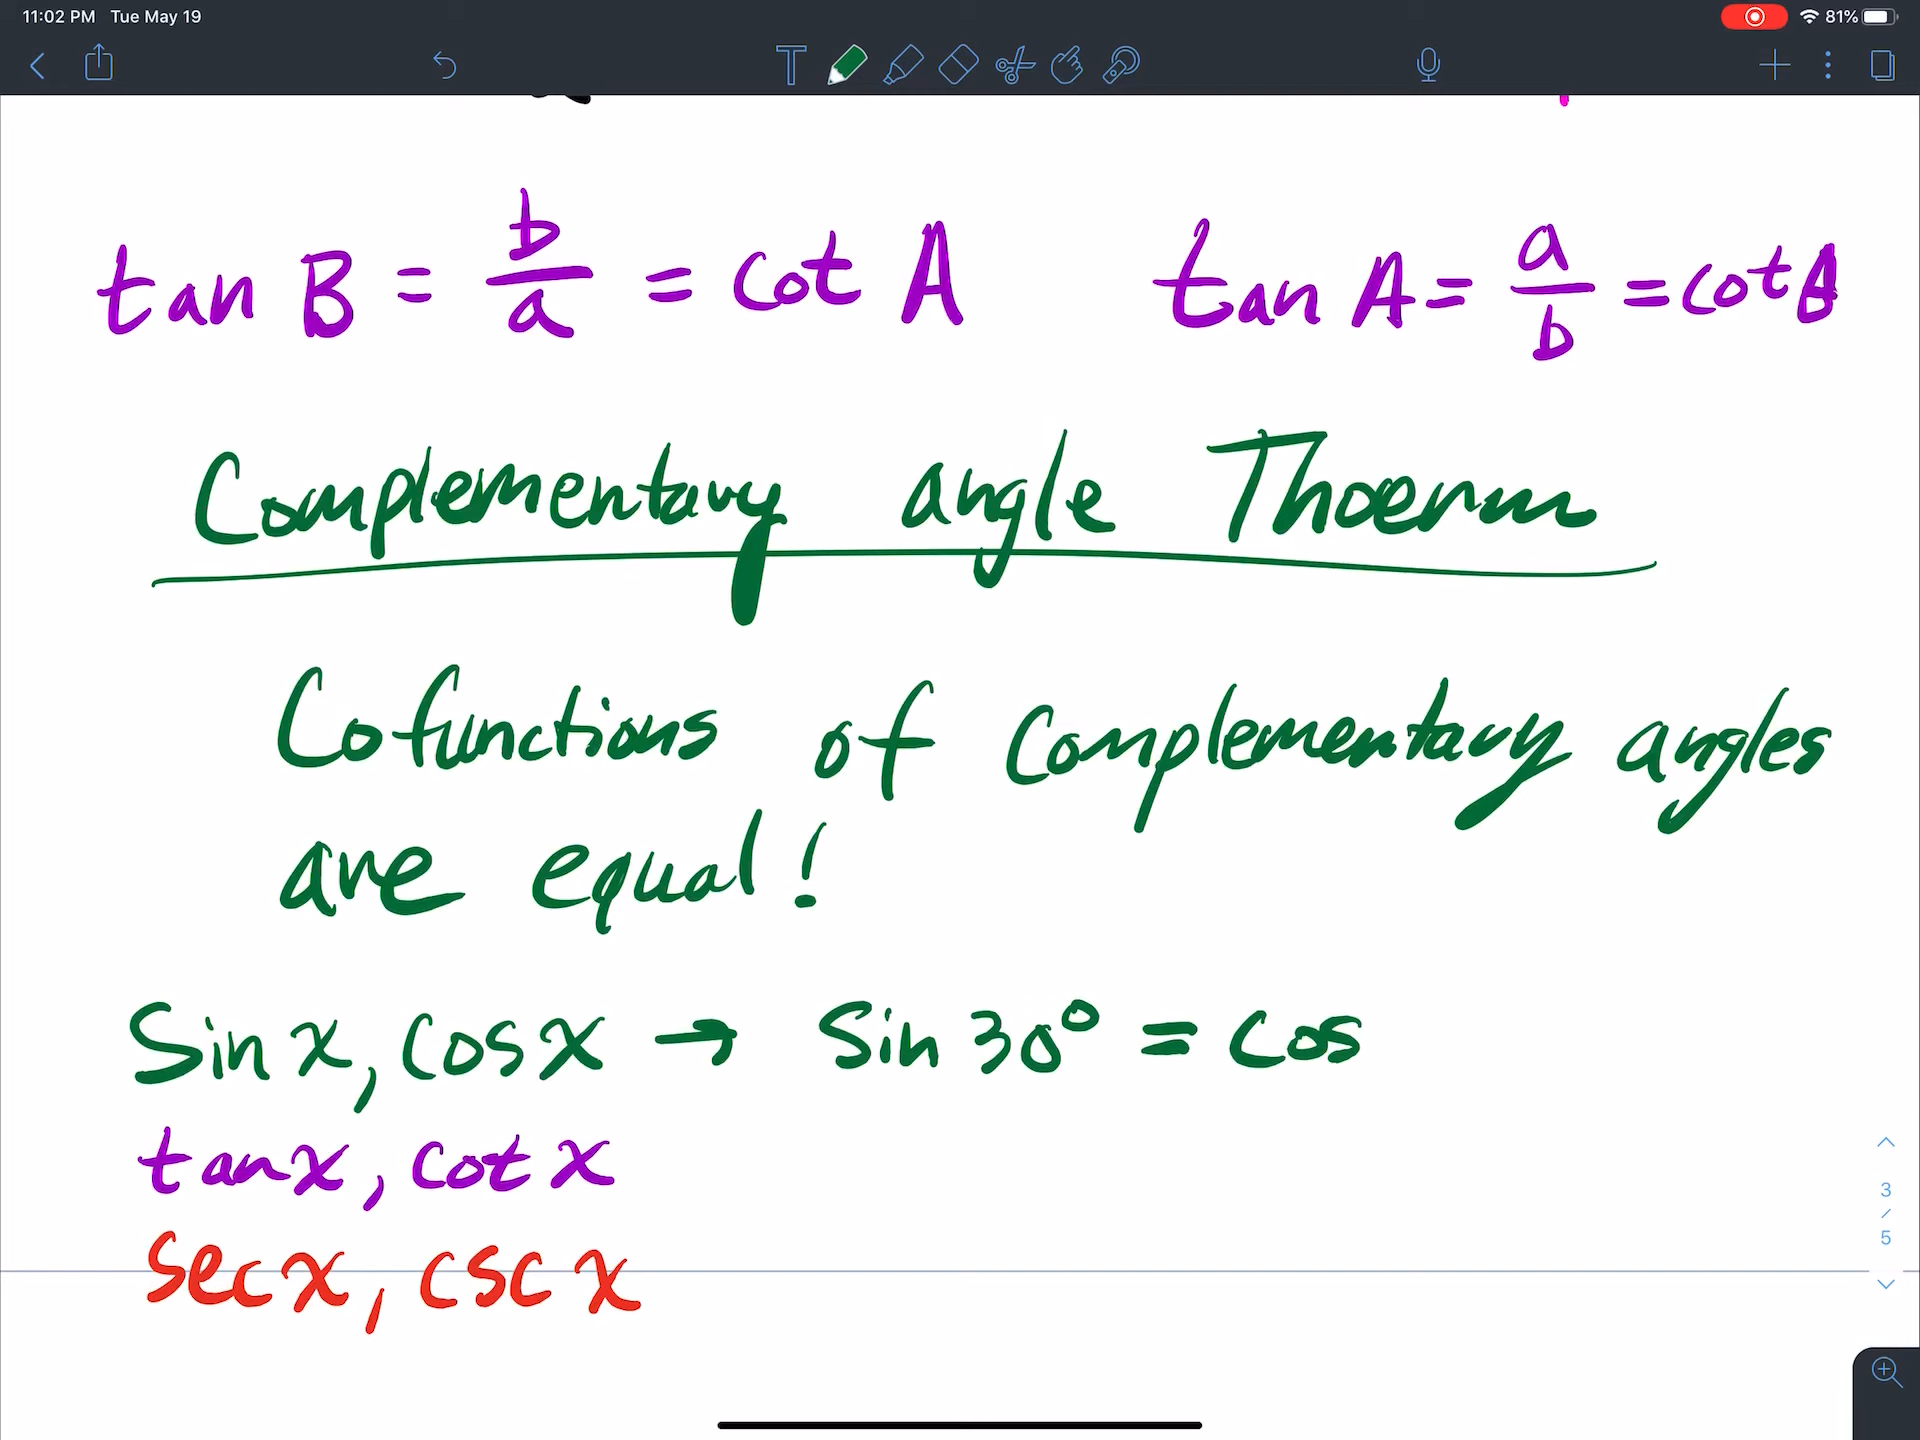 11:02 PM Tue May 19 81%
tan B = b/a = cot A tan A = a/b = cot
Complementary angle Thoerm
Cofunctions of complementary angles
are equal!
Sin x, cos x → Sin 30° = cos
tan x, cot x
sec x, csc x
3
/
5